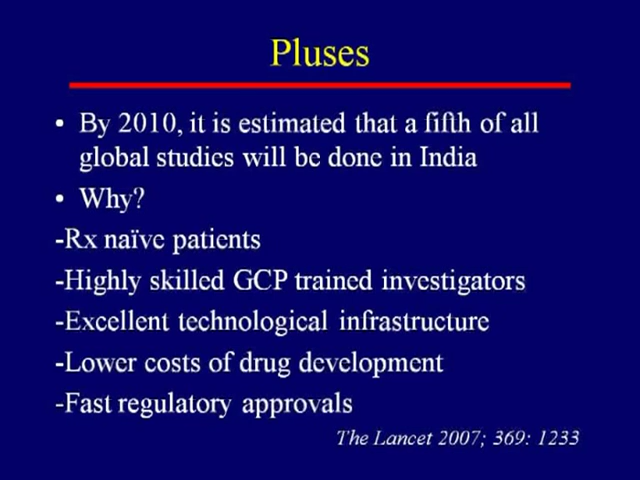 Pluses
• By 2010, it is estimated that a fifth of all
global studies will be done in India
• Why?
-Rx naïve patients
-Highly skilled GCP trained investigators
-Excellent technological infrastructure
-Lower costs of drug development
-Fast regulatory approvals
The Lancet 2007; 369: 1233